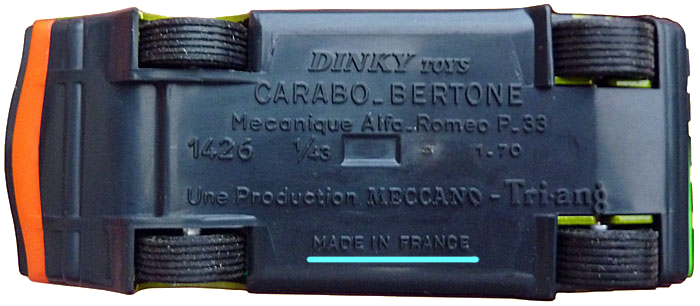 DINKY TOYS
CARABO_BERTONE
Mecanique Alfa_Romeo P_33
1426 1/43 1-70
Une Production MECCANO - Tri-ang
MADE IN FRANCE